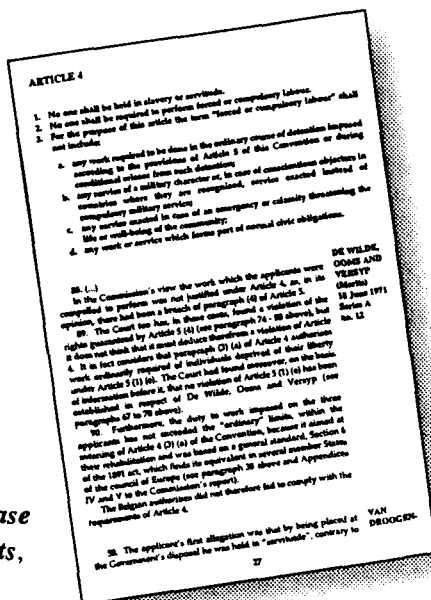 ARTICLE 4
1. No one shall be held in slavery or servitude.
2. No one shall be required to perform forced or compulsory labour.
3. For the purpose of this article the term "forced or compulsory labour" shall
not include:
a. any work required to be done in the ordinary course of detention imposed
according to the provisions of Article 5 of this Convention or during
conditional release from such detention;
b. any service of a military character or, in case of conscientious objectors in
countries where they are recognised, service exacted instead of
compulsory military service;
c. any service exacted in case of an emergency or calamity threatening the
life or well-being of the community;
d. any work or service which forms part of normal civic obligations.
88. (...)
In the Commission's view the work which the applicants were
compelled to perform was not justified under Article 4, as, in its
opinion, there had been a breach of paragraph (4) of Article 5.
89. The Court too has, in these cases, found a violation of the
rights guaranteed by Article 5 (4) (see paragraphs 74 - 80 above), but
it does not think that it must deduce therefrom a violation of Article
4. It in fact considers that paragraph (3) (a) of Article 4 authorises
work ordinarily required of individuals deprived of their liberty
under Article 5 (1) (e). The Court had found moreover, on the basis
of information before it, that no violation of Article 5 (1) (e) has been
established in respect of De Wilde, Ooms and Versyp (see
paragraphs 67 to 70 above).
90. Furthermore, the duty to work imposed on the three
applicants has not exceeded the "ordinary" limits, within the
meaning of Article 4 (3) (a) of the Convention, because it aimed at
their rehabilitation and was based on a general standard, Section 6
of the 1891 act, which finds its equivalent in several member States
of the council of Europe (see paragraph 38 above and Appendices
IV and V to the Commission's report).
The Belgian authorities did not therefore fail to comply with the
requirements of Article 4.
DE WILDE,
OOMS AND
VERSYP
(Merits)
18 June 1971
Series A
no. 12
The applicant's first allegation was that by being placed at
the Government's disposal he was held in "servitude", contrary to
VAN
DROOGEN-
27
ase
ts,